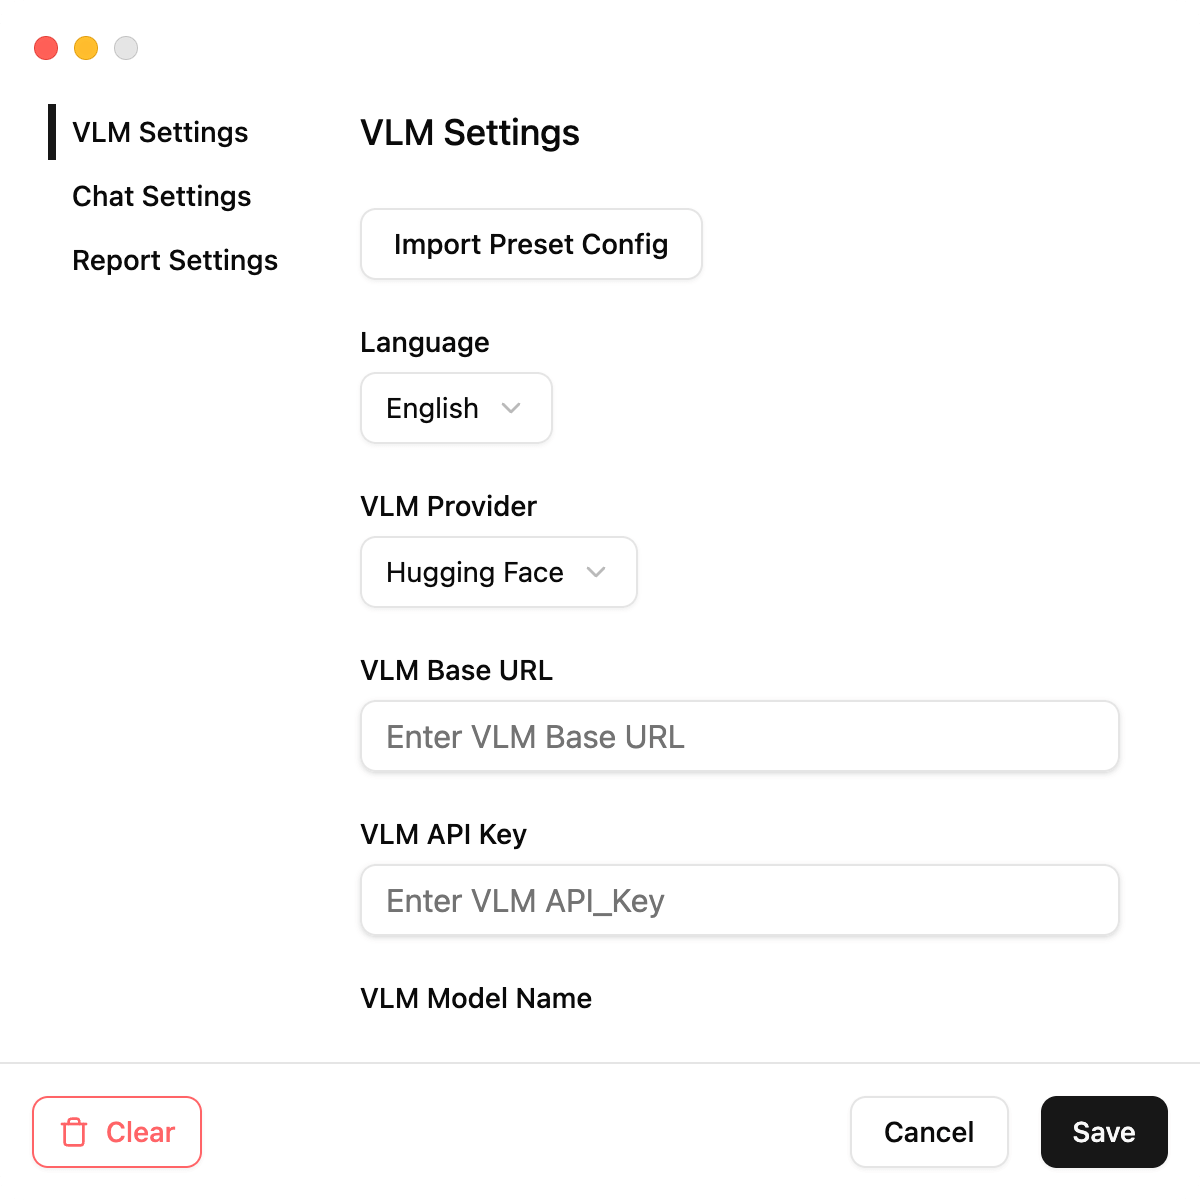 VLM Settings
Chat Settings
Report Settings
VLM Settings
Import Preset Config
Language
English
VLM Provider
Hugging Face
VLM Base URL
Enter VLM Base URL
VLM API Key
Enter VLM API_Key
VLM Model Name
Clear
Cancel
Save